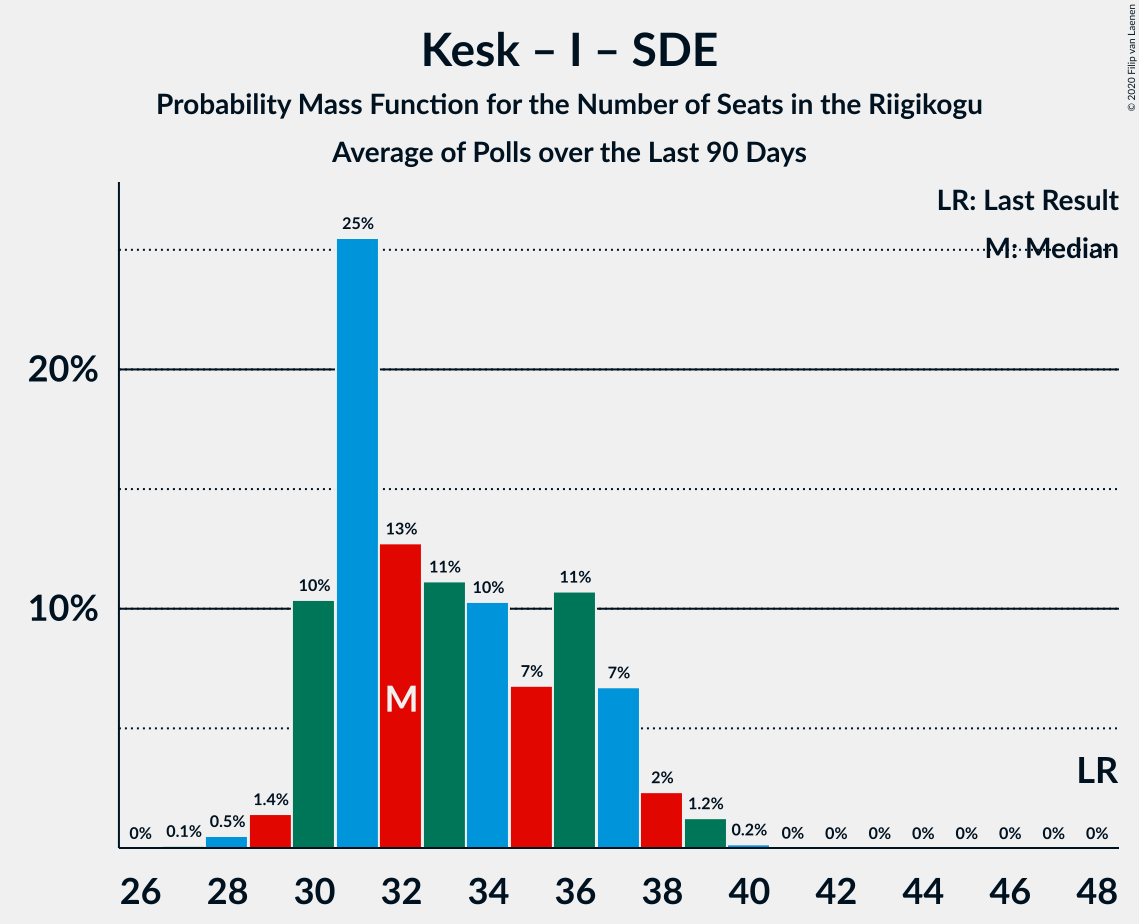 Kesk – I – SDE
Probability Mass Function for the Number of Seats in the Riigikogu
Average of Polls over the Last 90 Days
© 2020 Filip van Laenen
LR: Last Result
M: Median
20%
10%
0% 0.1% 0.5% 1.4% 10% 25% 13% 11% 10% 7% 11% 7% 2% 1.2% 0.2% 0% 0% 0% 0% 0% 0% 0% 0%
M
LR
26 28 30 32 34 36 38 40 42 44 46 48